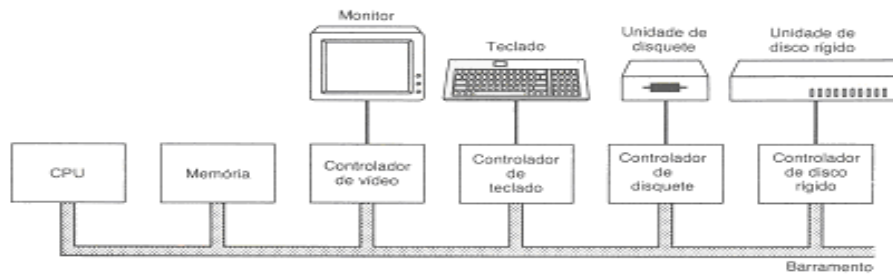 Monitor
Teclado
Unidade de
disquete
Unidade de
disco rígido
CPU
Memória
Controlador
de vídeo
Controlador
de
teclado
Controlador
de
disquete
Controlador
de disco
rígido
Barramento